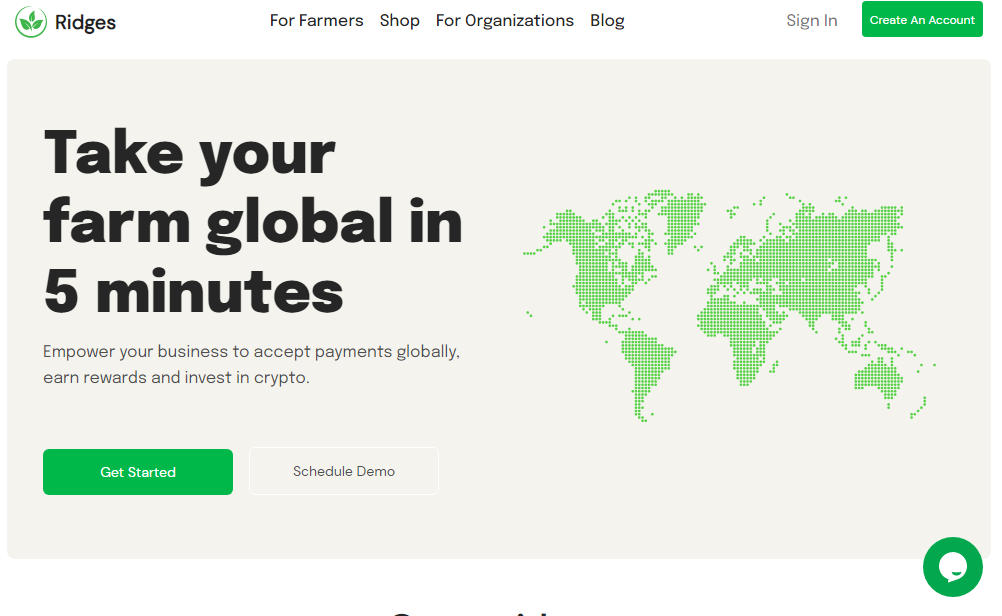 Ridges
For Farmers Shop For Organizations Blog
Sign In
Create An Account
Take your
farm global in
5 minutes
Empower your business to accept payments globally,
earn rewards and invest in crypto.
Get Started
Schedule Demo